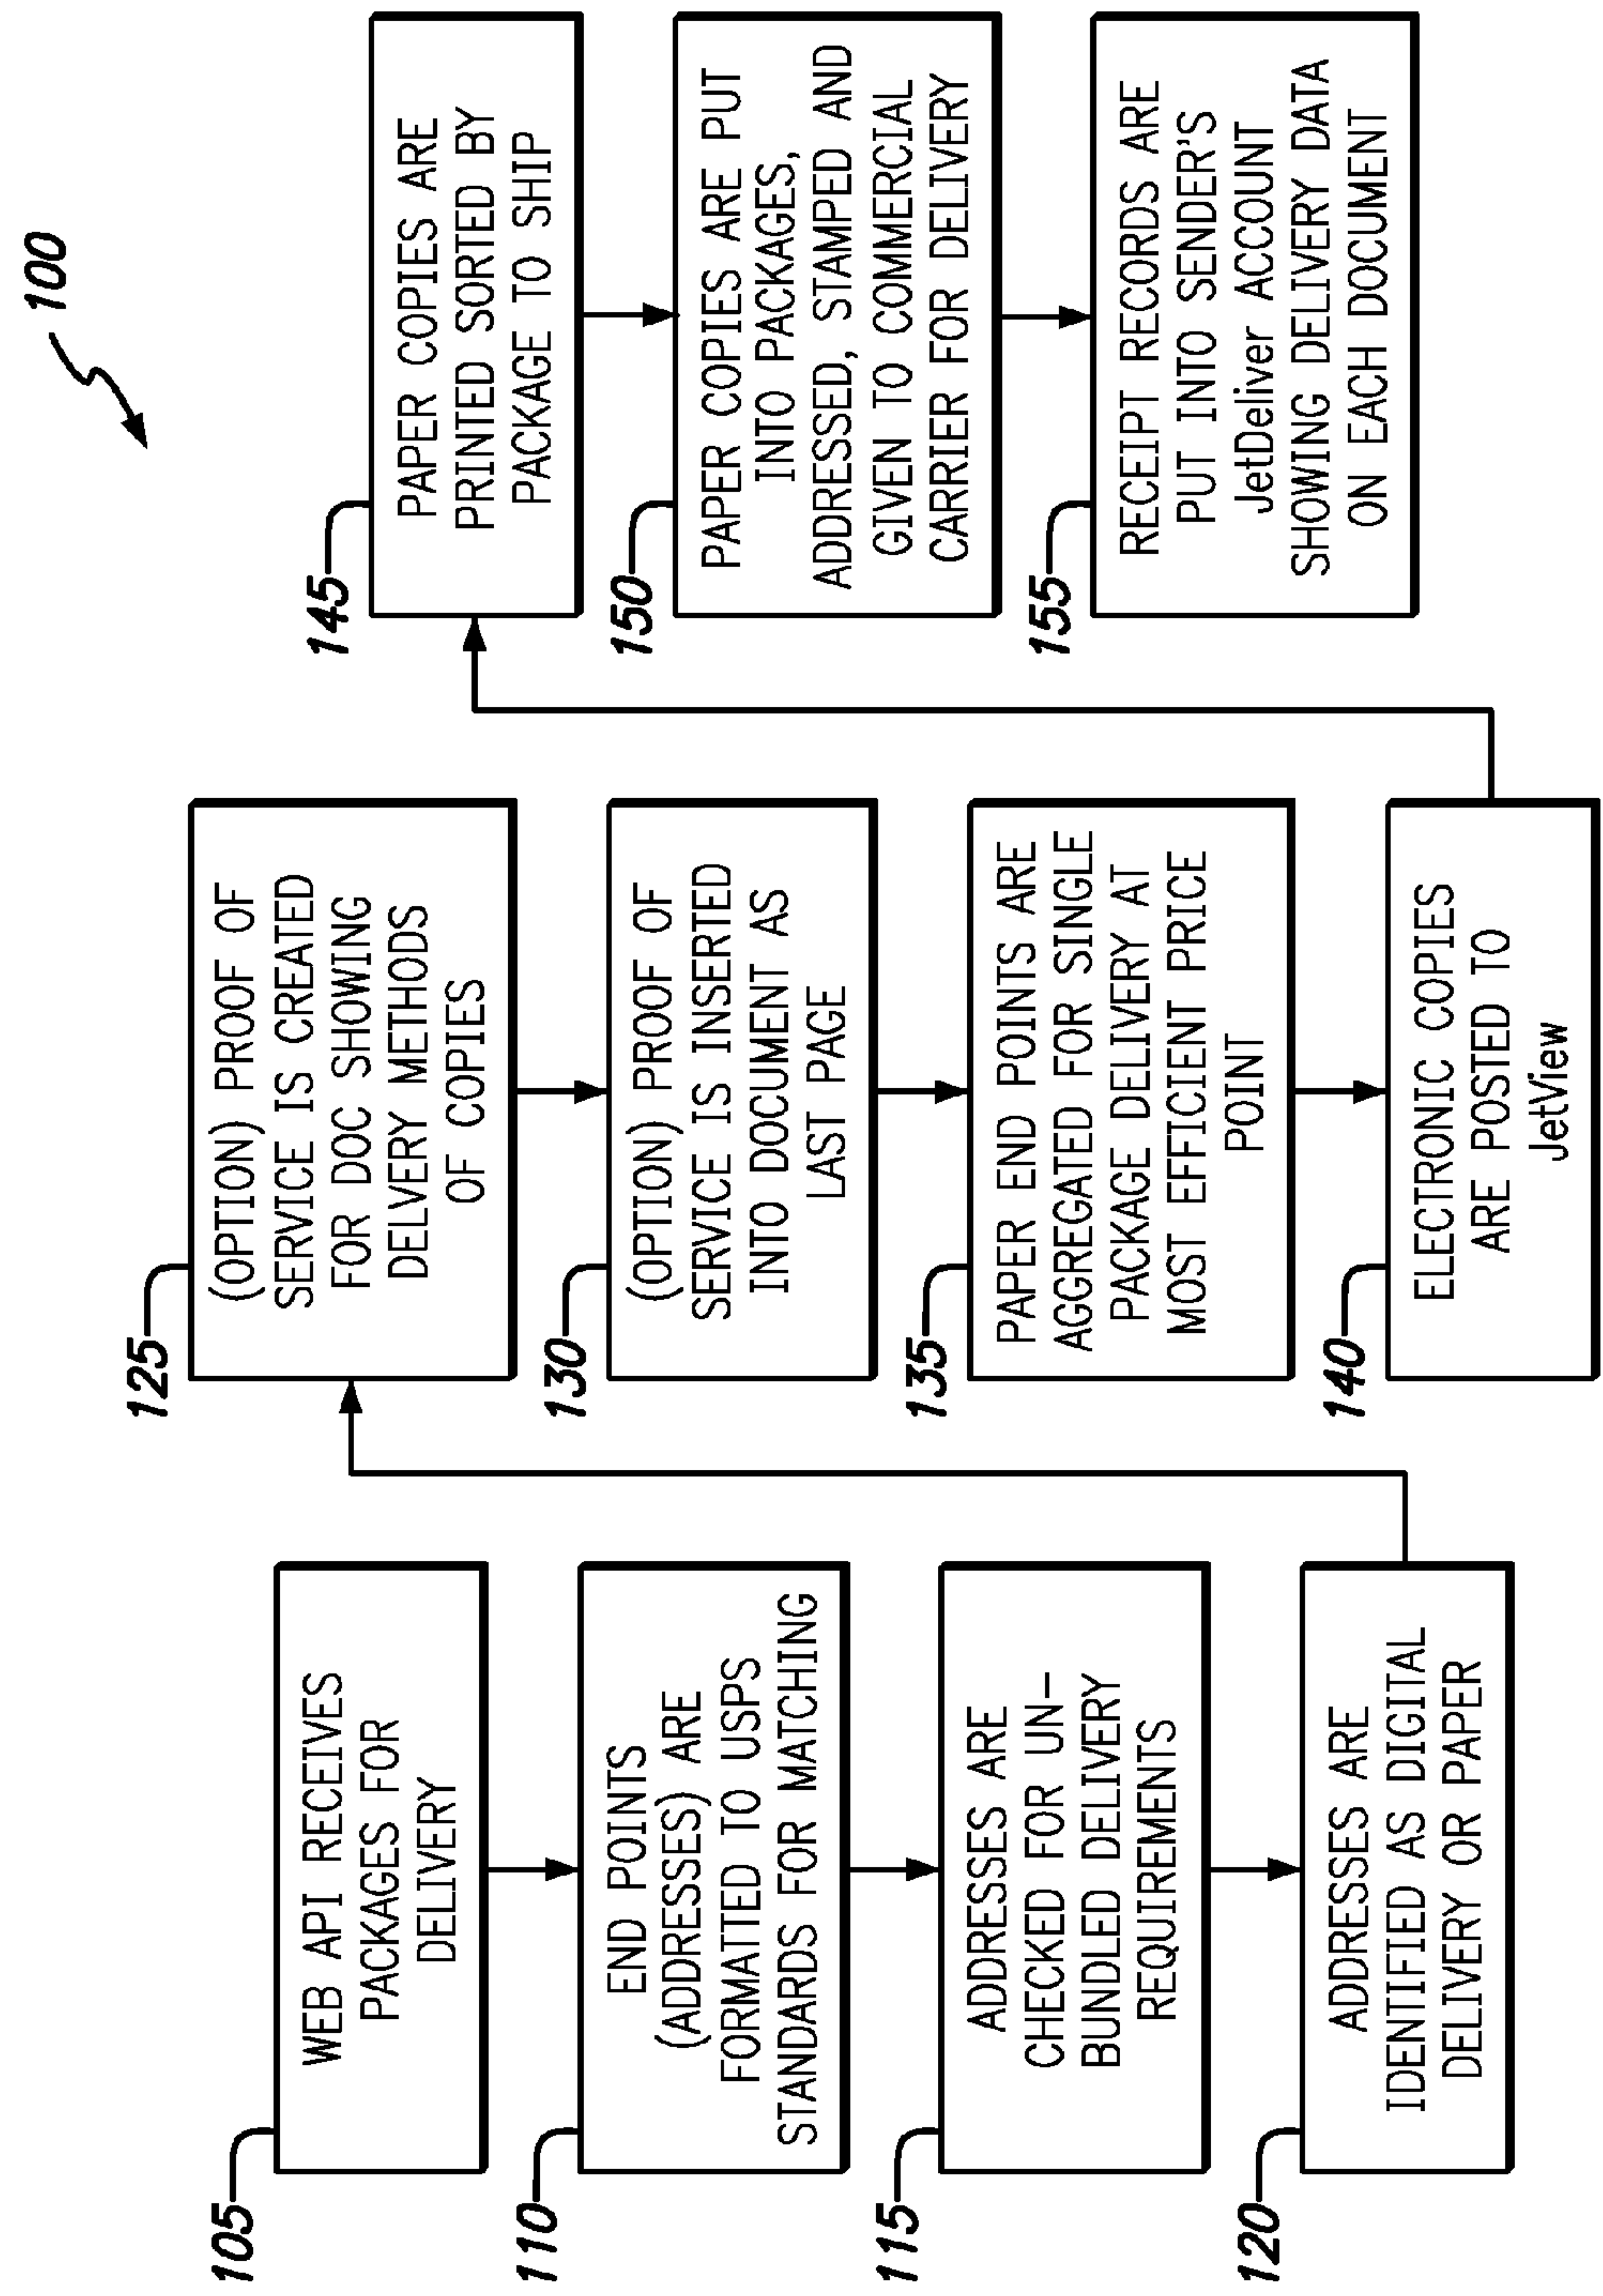 100
105
WEB API RECEIVES
PACKAGES FOR
DELIVERY
110
END POINTS
(ADDRESSES) ARE
FORMATTED TO USPS
STANDARDS FOR MATCHING
115
ADDRESSES ARE
CHECKED FOR UN-
BUNDLED DELIVERY
REQUIREMENTS
120
ADDRESSES ARE
IDENTIFIED AS DIGITAL
DELIVERY OR PAPER
125
(OPTION) PROOF OF
SERVICE IS CREATED
FOR DOC SHOWING
DELVERY METHODS
OF COPIES
130
(OPTION) PROOF OF
SERVICE IS INSERTED
INTO DOCUMENT AS
LAST PAGE
135
PAPER END POINTS ARE
AGGREGATED FOR SINGLE
PACKAGE DELIVERY AT
MOST EFFICIENT PRICE
POINT
140
ELECTRONIC COPIES
ARE POSTED TO
JetView
145
PAPER COPIES ARE
PRINTED SORTED BY
PACKAGE TO SHIP
150
PAPER COPIES ARE PUT
INTO PACKAGES,
ADDRESSED, STAMPED AND
GIVEN TO COMMERCIAL
CARRIER FOR DELIVERY
155
RECEIPT RECORDS ARE
PUT INTO SENDER'S
JetDeliver ACCOUNT
SHOWING DELIVERY DATA
ON EACH DOCUMENT